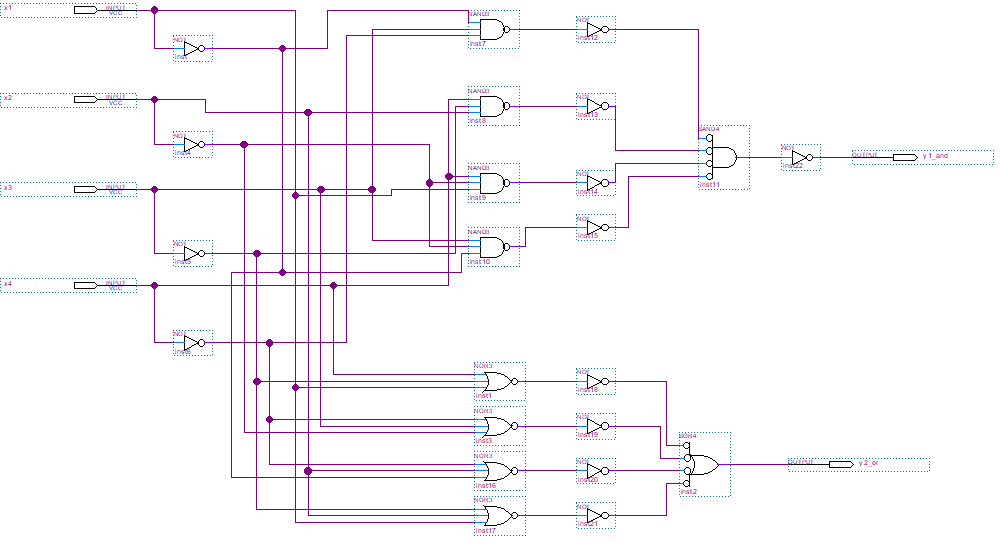 x1
INPUT
VCC
NOT
inst
NAND3
inst7
NOT
inst12
x2
INPUT
VCC
NOT
NAND3
inst8
NOT
inst13
BAND4
inst11
NOT
inst22
OUTPUT
y1_and
x3
INPUT
VCC
NAND3
inst9
NOT
inst14
NOT
inst5
NAND3
inst10
NOT
inst15
x4
INPUT
VCC
NOT
inst6
NOR3
inst1
NOT
inst18
NOR3
inst3
NOT
inst19
NOR3
inst16
NOT
inst20
BOR4
inst2
OUTPUT
y2_or
NOR3
inst17
NOT
inst21